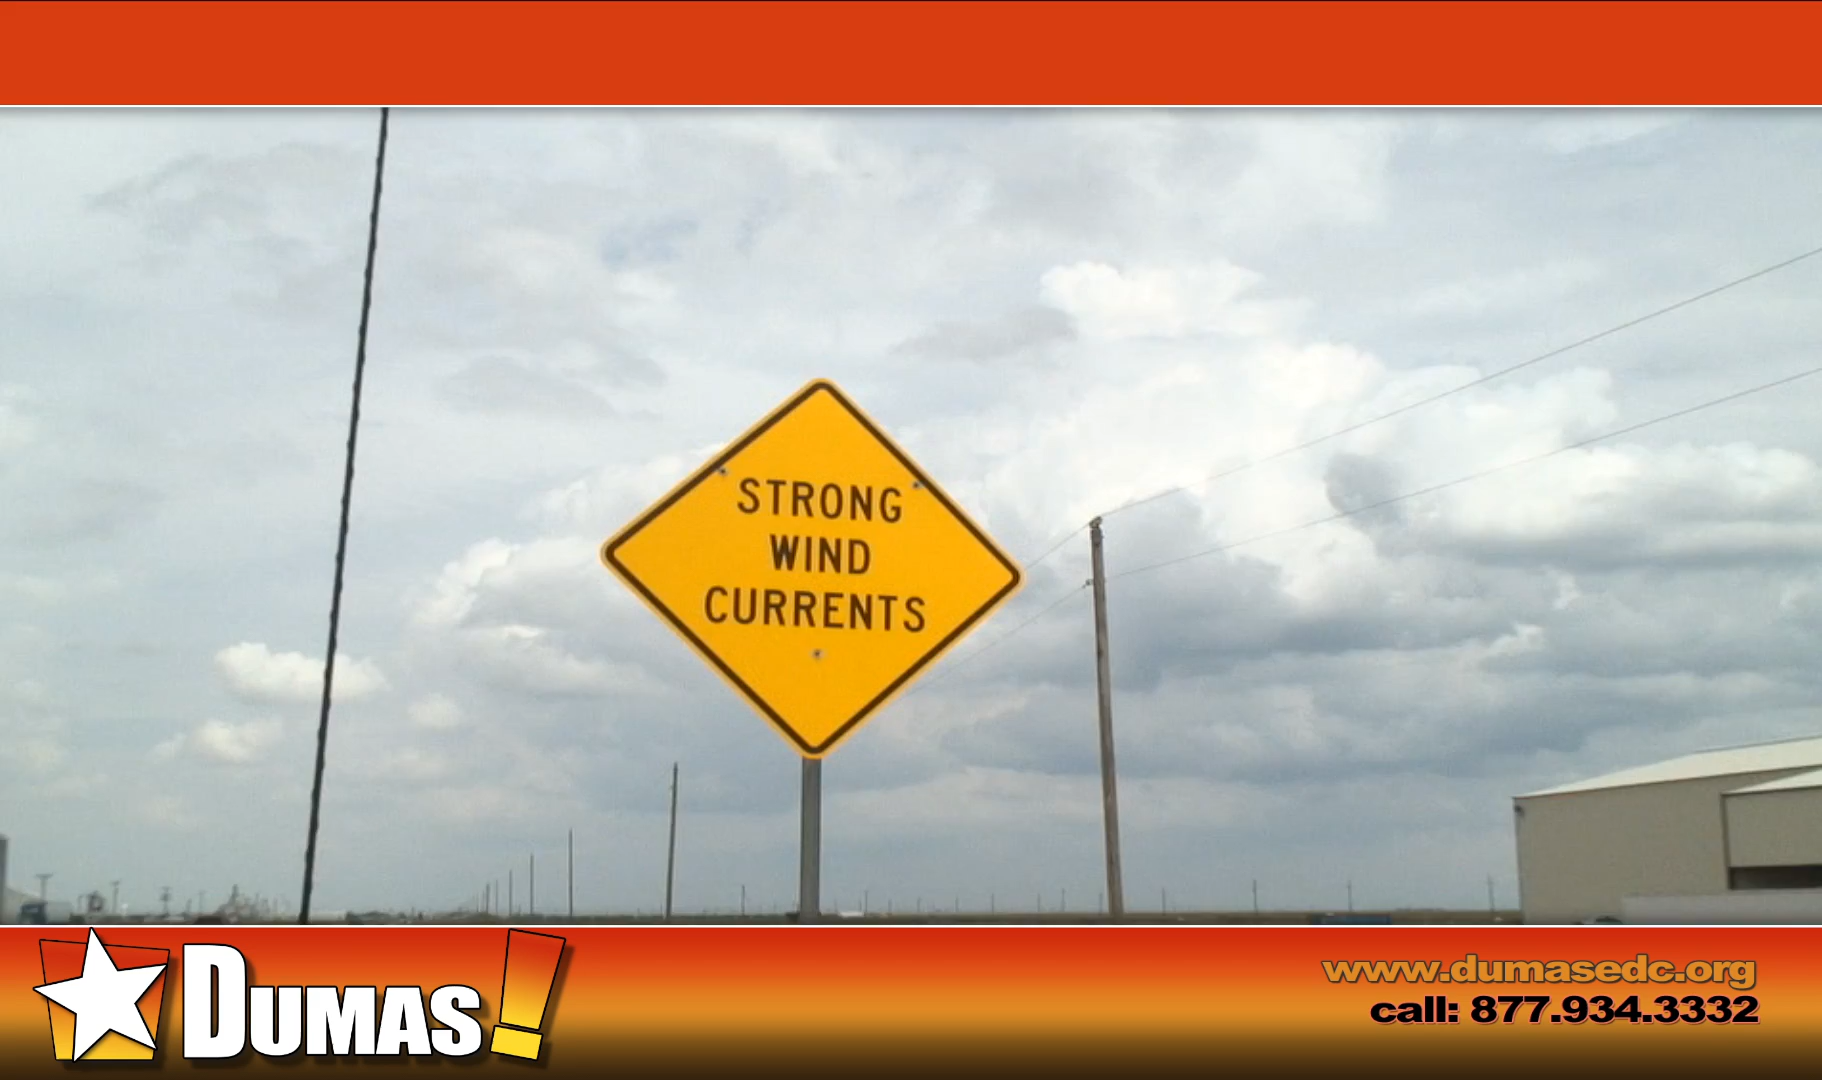 STRONG
WIND
CURRENTS
DUMAS!
www.dumasedc.org
call: 877.934.3332